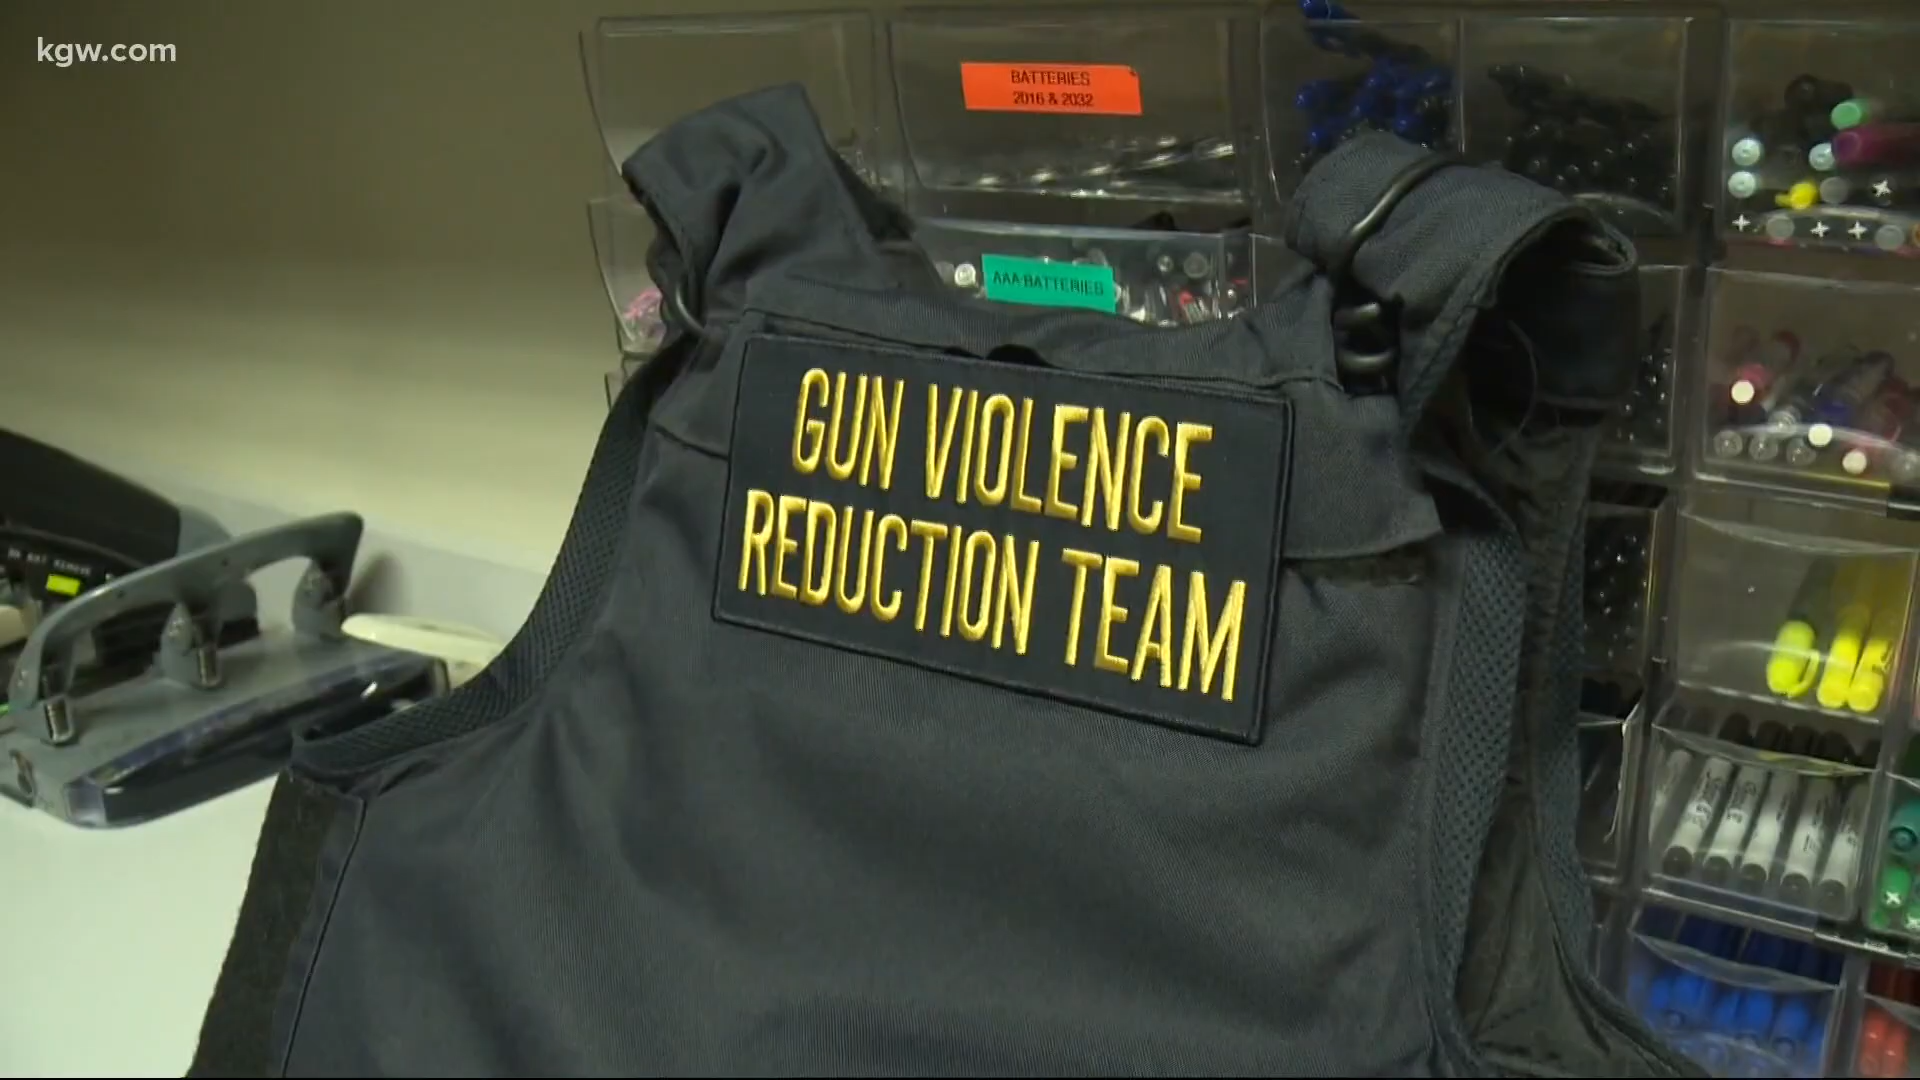 kgw.com
BATTERIES
2016 & 2032
AAA-BATTERIES
GUN VIOLENCE
REDUCTION TEAM